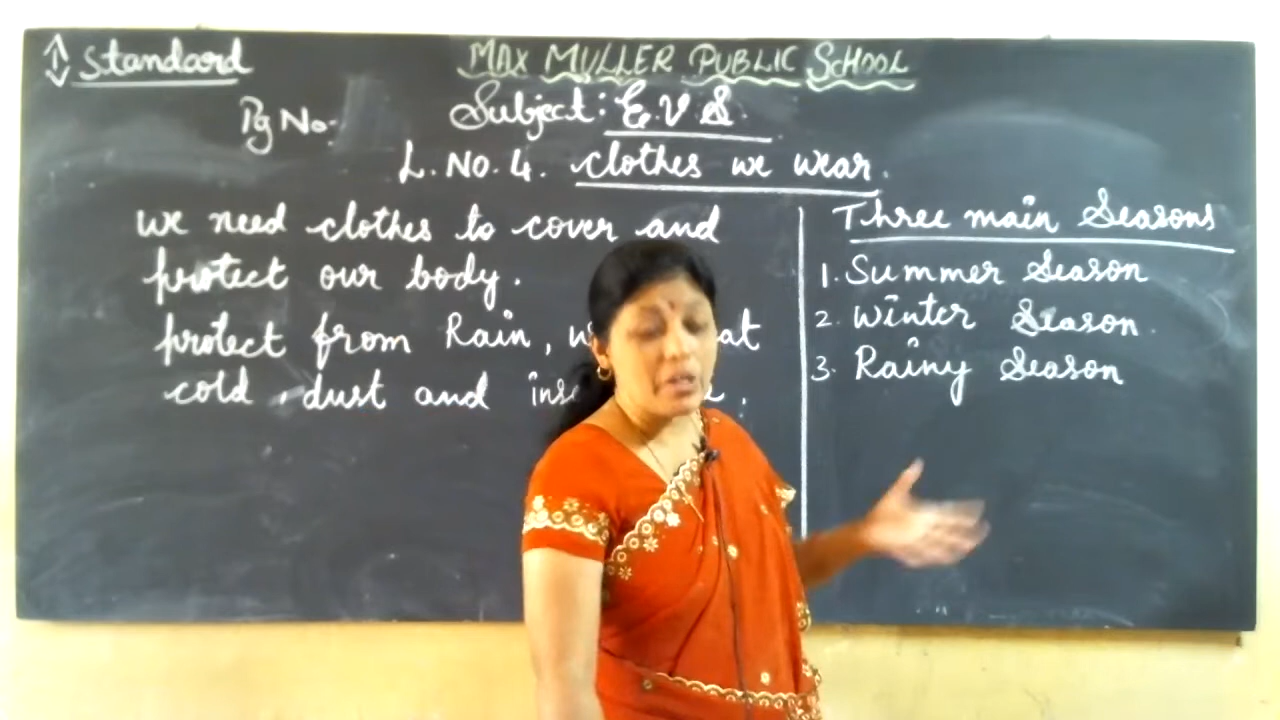 Standard
MAX MULLER PUBLIC SCHOOL
Pg No:
Subject: E.V.S.
L. NO. 4. clothes we wear.
we need clothes to cover and
protect our body.
protect from Rain,
cold, dust and
Three main Seasons
1. Summer Season
2. Winter Season.
3. Rainy Season